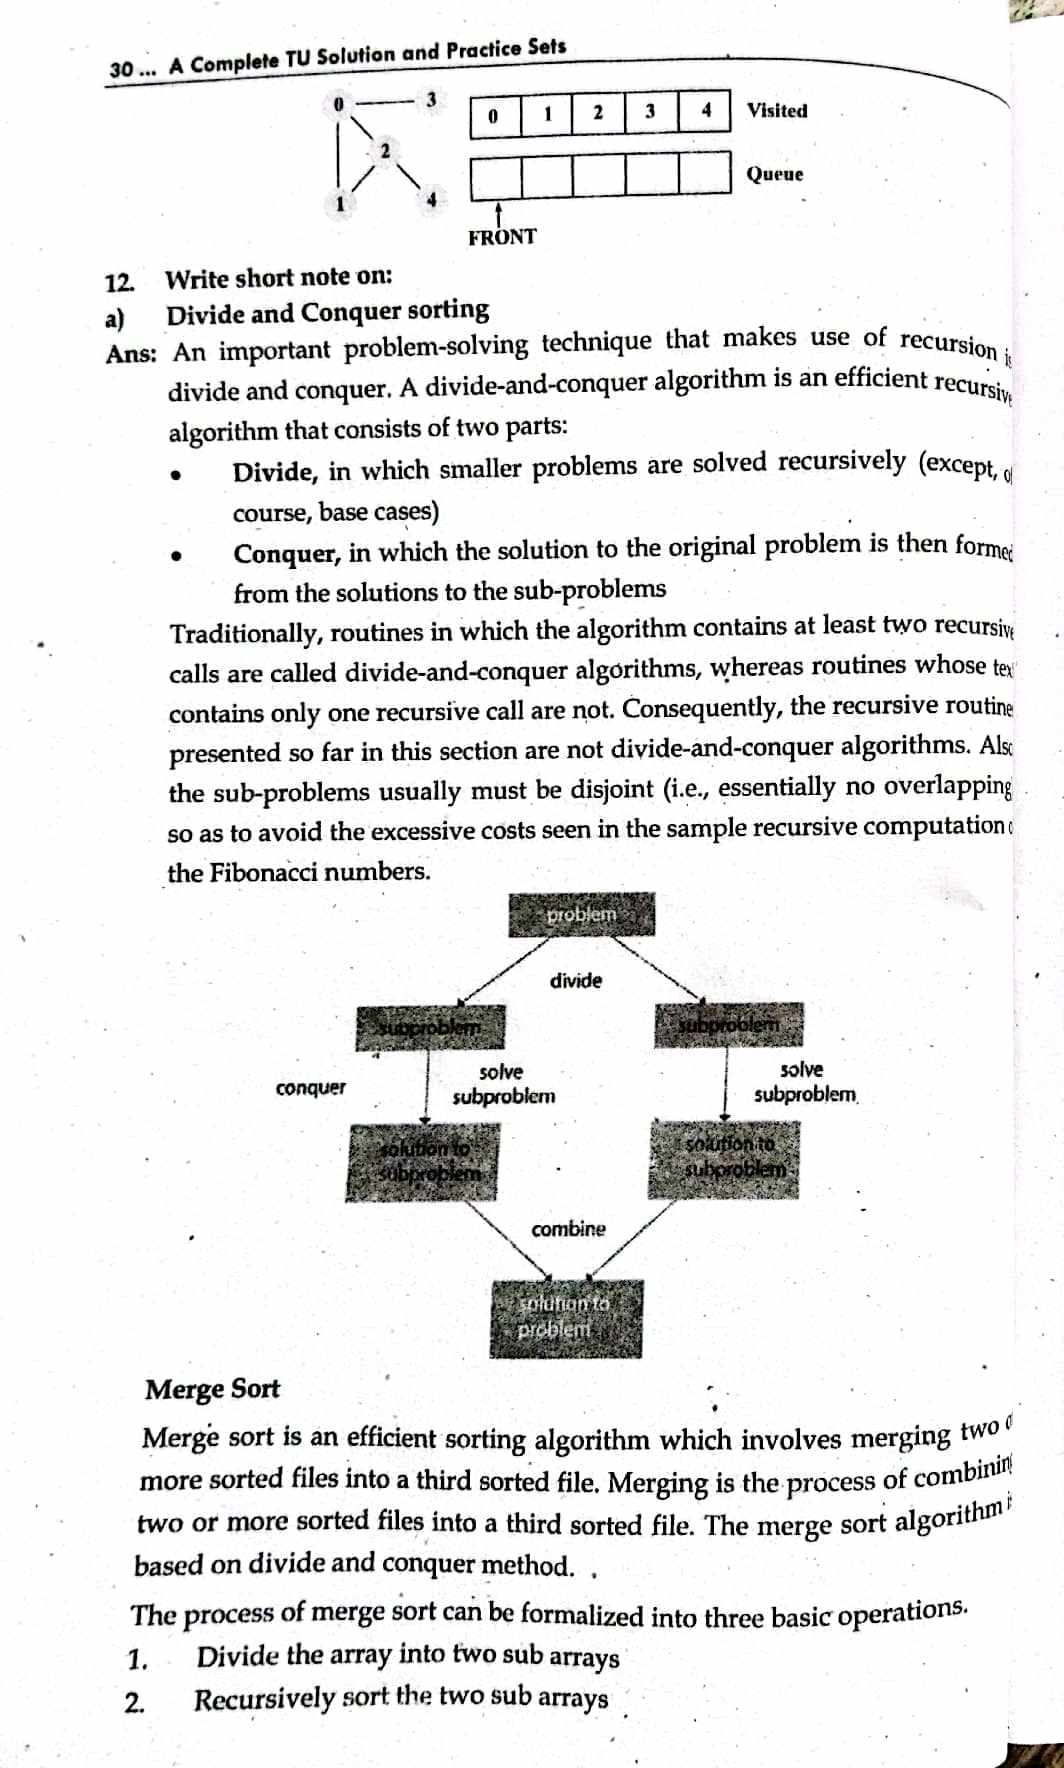 30 ... A Complete TU Solution and Practice Sets
0 3
2
1 4
0 1 2 3 4 Visited
Queue
FRONT
12. Write short note on:
a) Divide and Conquer sorting
Ans: An important problem-solving technique that makes use of recursion is
divide and conquer. A divide-and-conquer algorithm is an efficient recursive
algorithm that consists of two parts:
• Divide, in which smaller problems are solved recursively (except, of
course, base cases)
• Conquer, in which the solution to the original problem is then formed
from the solutions to the sub-problems
Traditionally, routines in which the algorithm contains at least two recursive
calls are called divide-and-conquer algorithms, whereas routines whose tex
contains only one recursive call are not. Consequently, the recursive routine
presented so far in this section are not divide-and-conquer algorithms. Also
the sub-problems usually must be disjoint (i.e., essentially no overlapping
so as to avoid the excessive costs seen in the sample recursive computation
the Fibonacci numbers.
problem
divide
subproblem subproblem
conquer solve subproblem solve subproblem
solution to subproblem solution to subproblem
combine
solution to
problem
Merge Sort
Merge sort is an efficient sorting algorithm which involves merging two
more sorted files into a third sorted file. Merging is the process of combinin
two or more sorted files into a third sorted file. The merge sort algorithm
based on divide and conquer method.
The process of merge sort can be formalized into three basic operations.
1. Divide the array into two sub arrays
2. Recursively sort the two sub arrays